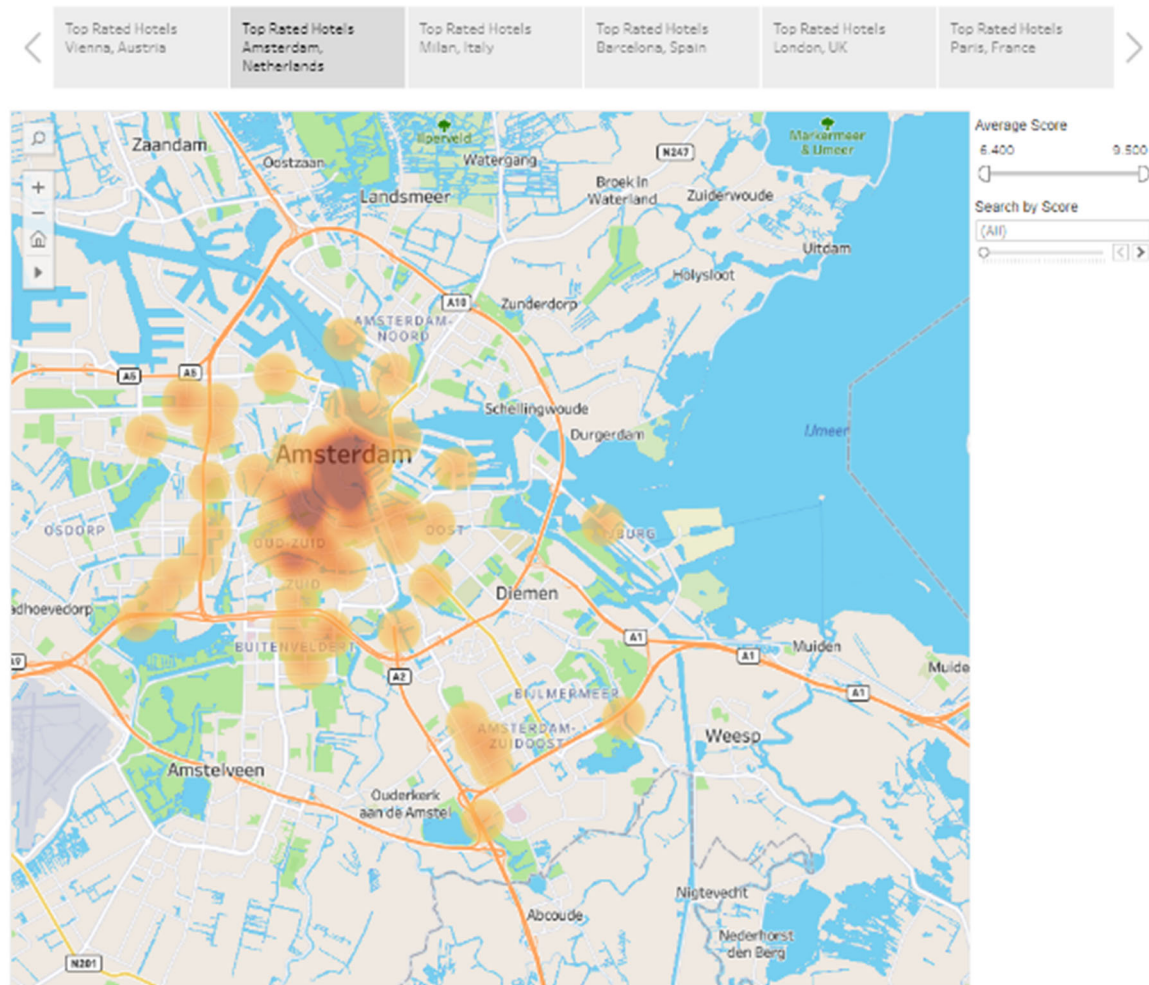 Top Rated Hotels
Vienna, Austria
Top Rated Hotels
Amsterdam,
Netherlands
Top Rated Hotels
Milan, Italy
Top Rated Hotels
Barcelona, Spain
Top Rated Hotels
London, UK
Top Rated Hotels
Paris, France
Average Score
6.400 9.500
Search by Score
(All)
Zaandam
Oostzaan
Ilperveld
Watergang
N247
Markermeer
& IJmeer
Landsmeer
Broek in
Waterland
Zuiderwoude
Uitdam
Holysloot
A10
Zunderdorp
AMSTERDAM-
NOORD
A5
A5
Schellingwoude
Durgerdam
IJmeer
Amsterdam
OSDORP
OUD-ZUID
OOST
IJBURG
ZUID
Diemen
adhoevedorp
BUITENVELDERT
A1
A1
Muiden
A9
A2
Muide
A1
BIJLMERMEER
AMSTERDAM-
ZUIDOOST
Weesp
Amstelveen
Ouderkerk
aan de Amstel
Nigtevecht
Abcoude
Nederhorst
den Berg
N201